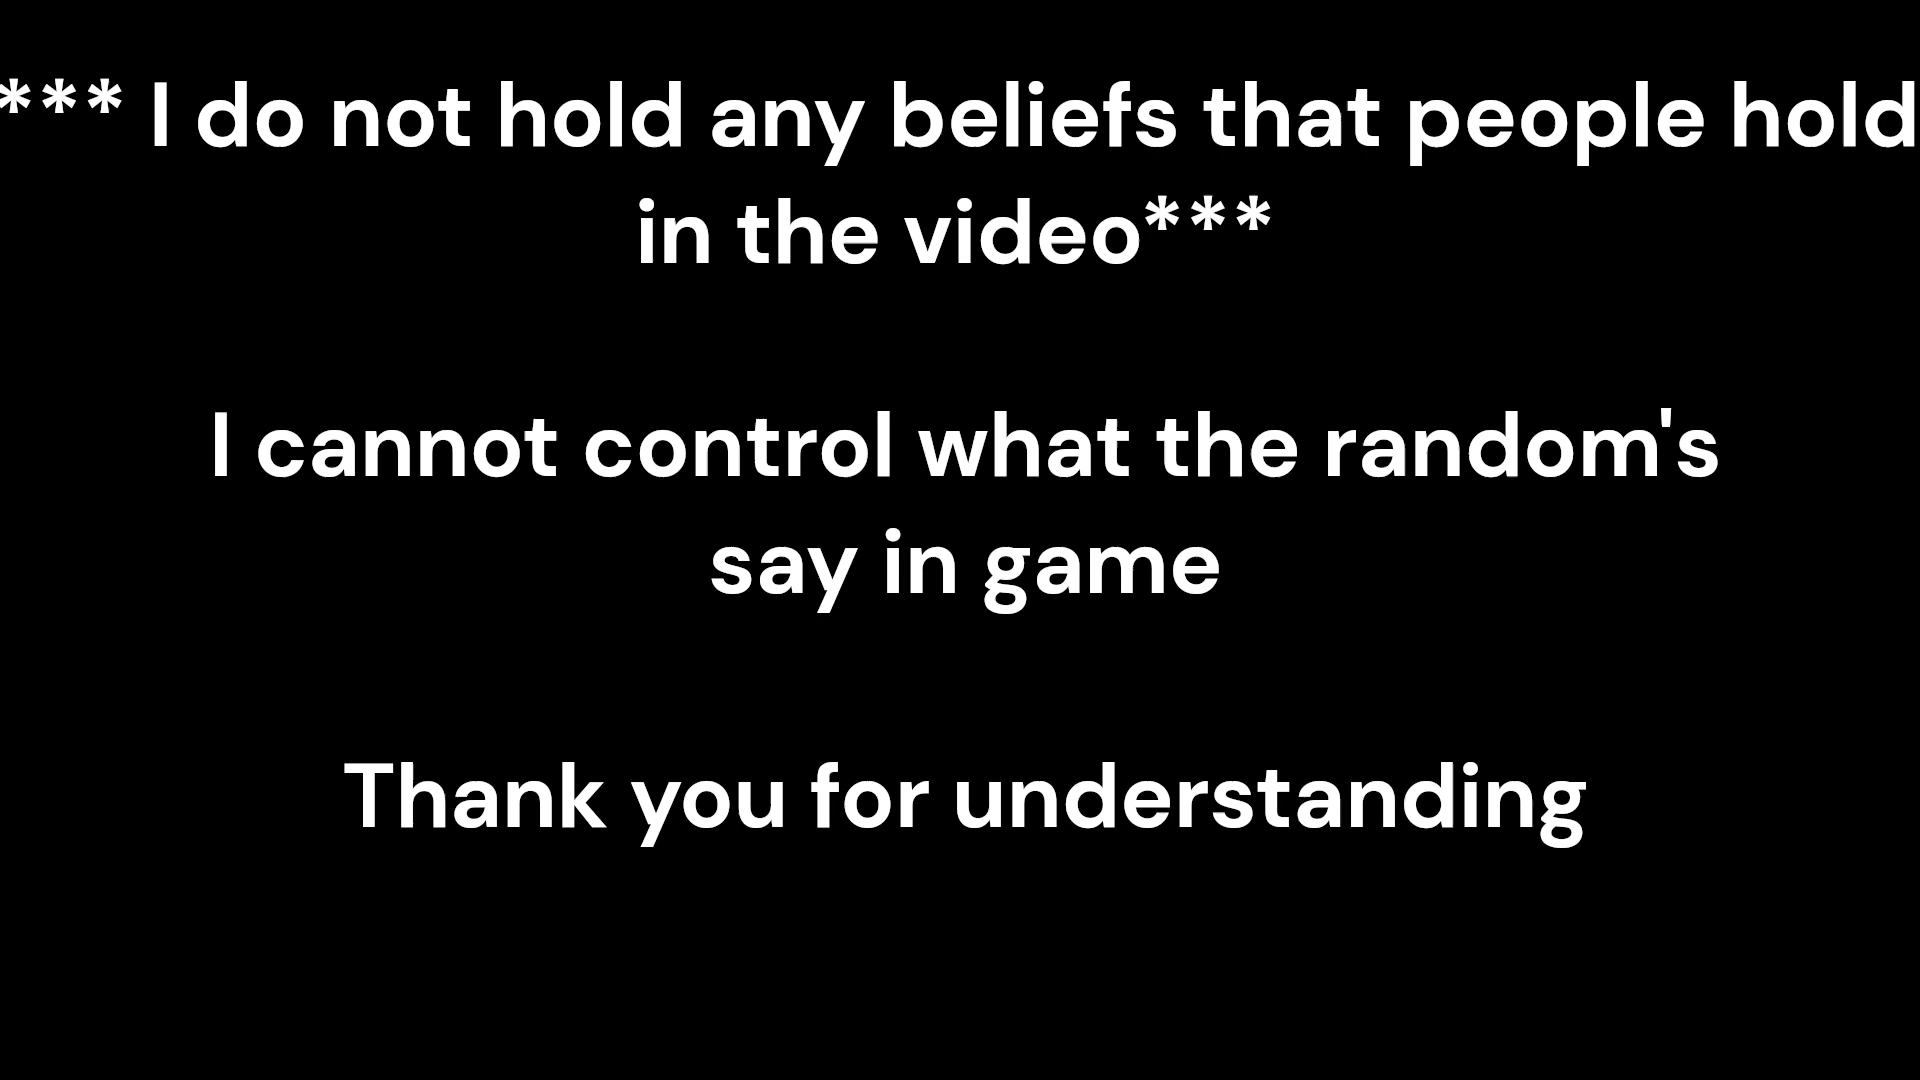 *** I do not hold any beliefs that people hold
in the video***
I cannot control what the random's
say in game
Thank you for understanding